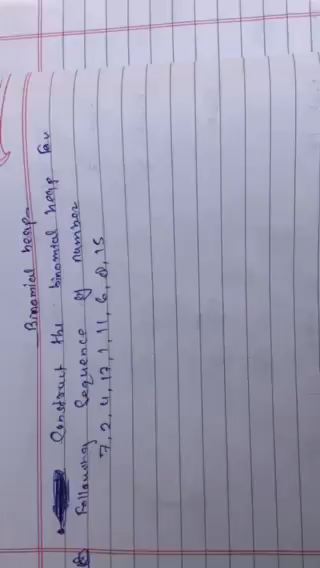 Binomial heap
Construct the binomial heap for
Following Sequence of number
7, 2, 4, 17, 1, 11, 6, 8, 15